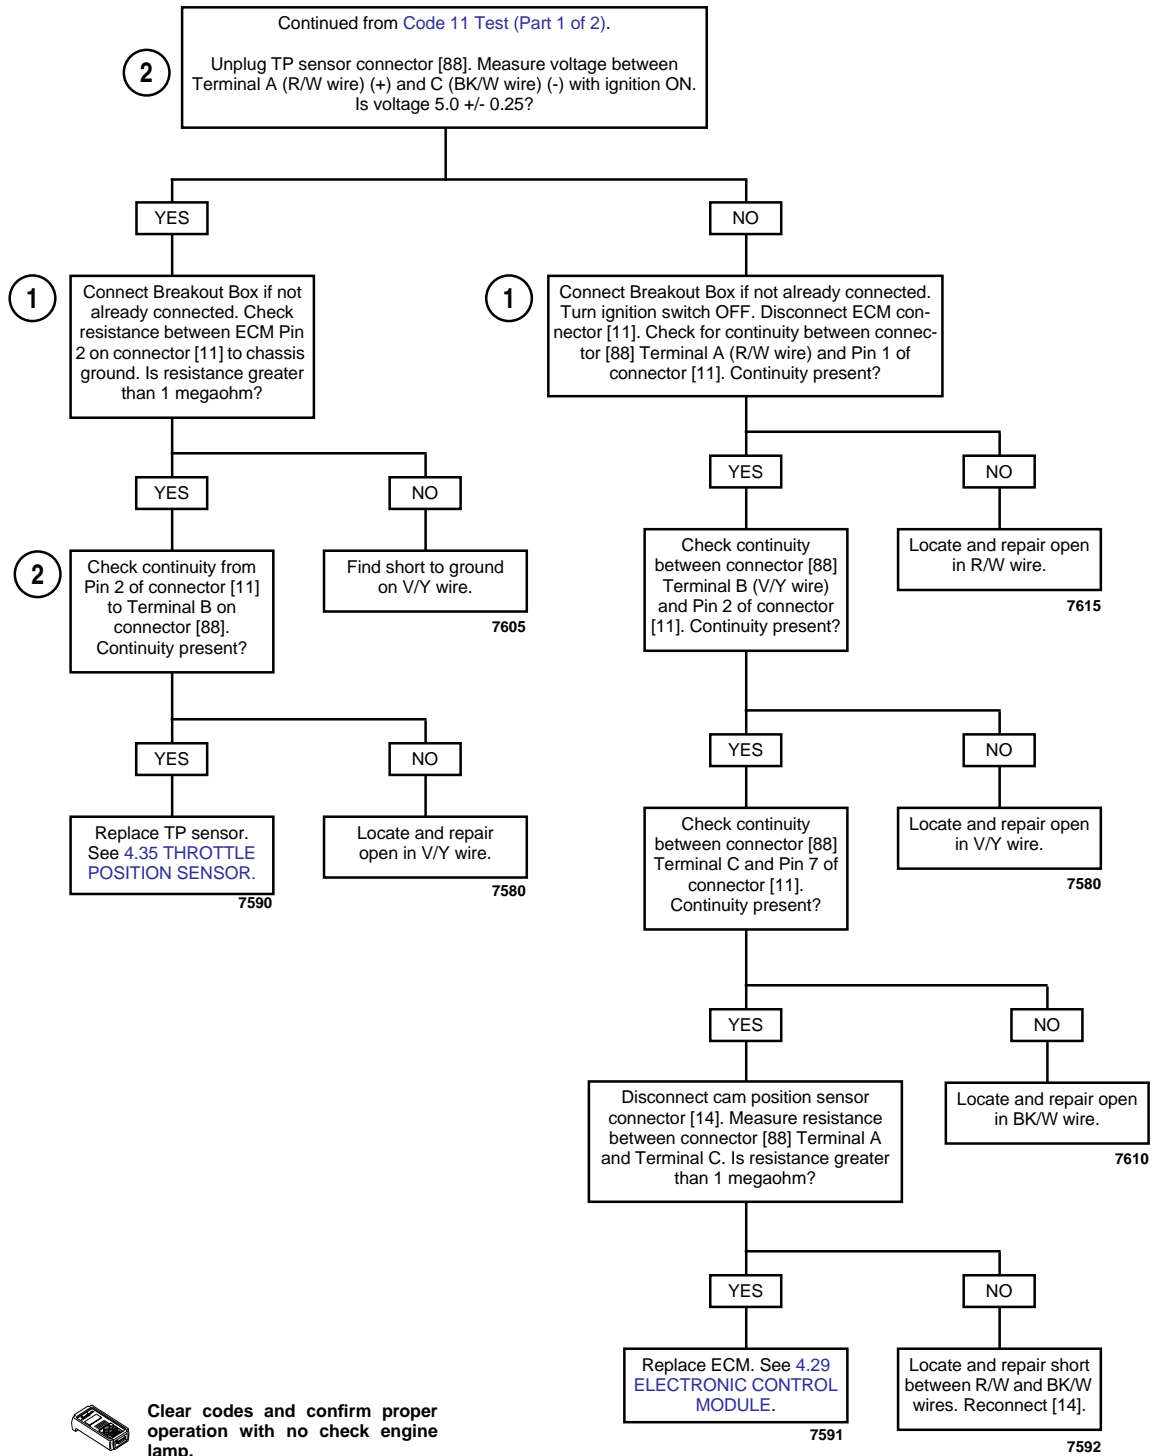 Continued from Code 11 Test (Part 1 of 2).
2
Unplug TP sensor connector [88]. Measure voltage between
Terminal A (R/W wire) (+) and C (BK/W wire) (-) with ignition ON.
Is voltage 5.0 +/- 0.25?
YES
NO
1
Connect Breakout Box if not
already connected. Check
resistance between ECM Pin
2 on connector [11] to chassis
ground. Is resistance greater
than 1 megaohm?
1
Connect Breakout Box if not already connected.
Turn ignition switch OFF. Disconnect ECM con-
nector [11]. Check for continuity between connec-
tor [88] Terminal A (R/W wire) and Pin 1 of
connector [11]. Continuity present?
YES
NO
YES
NO
2
Check continuity from
Pin 2 of connector [11]
to Terminal B on
connector [88].
Continuity present?
Find short to ground
on V/Y wire.
7605
Check continuity
between connector [88]
Terminal B (V/Y wire)
and Pin 2 of connector
[11]. Continuity present?
Locate and repair open
in R/W wire.
7615
YES
NO
YES
NO
Replace TP sensor.
See 4.35 THROTTLE
POSITION SENSOR.
7590
Locate and repair
open in V/Y wire.
7580
Check continuity
between connector [88]
Terminal C and Pin 7 of
connector [11].
Continuity present?
Locate and repair open
in V/Y wire.
7580
YES
NO
Disconnect cam position sensor
connector [14]. Measure resistance
between connector [88] Terminal A
and Terminal C. Is resistance greater
than 1 megaohm?
Locate and repair open
in BK/W wire.
7610
YES
NO
Replace ECM. See 4.29
ELECTRONIC CONTROL
MODULE.
7591
Locate and repair short
between R/W and BK/W
wires. Reconnect [14].
7592
Clear codes and confirm proper
operation with no check engine
lamp.